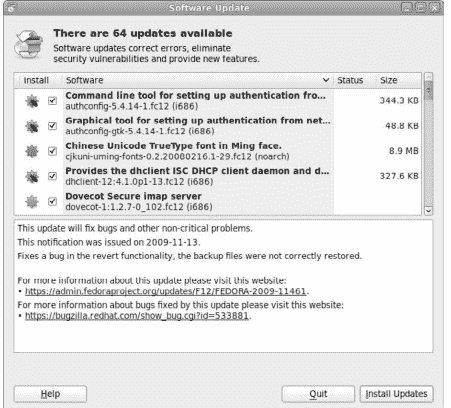 Software Update
There are 64 updates available
Software updates correct errors, eliminate
security vulnerabilities and provide new features.
Install Software Status Size
Command line tool for setting up authentication fro...
authconfig-5.4.14-1.fc12 (i686) 344.3 KB
Graphical tool for setting up authentication from net...
authconfig-gtk-5.4.14-1.fc12 (i686) 48.8 KB
Chinese Unicode TrueType font in Ming face.
cjkuni-uming-fonts-0.2.20080216.1-29.fc12 (noarch) 8.9 MB
Provides the dhclient ISC DHCP client daemon and d...
dhclient-12:4.1.0p1-13.fc12 (i686) 327.6 KB
Dovecot Secure imap server
dovecot-1:1.2.7-0_102.fc12 (i686)
This update will fix bugs and other non-critical problems.
This notification was issued on 2009-11-13.
Fixes a bug in the revert functionality, the backup files were not correctly restored.
For more information about this update please visit this website:
• https://admin.fedoraproject.org/updates/F12/FEDORA-2009-11461.
For more information about bugs fixed by this update please visit this website:
• https://bugzilla.redhat.com/show_bug.cgi?id=533881.
Help Quit Install Updates